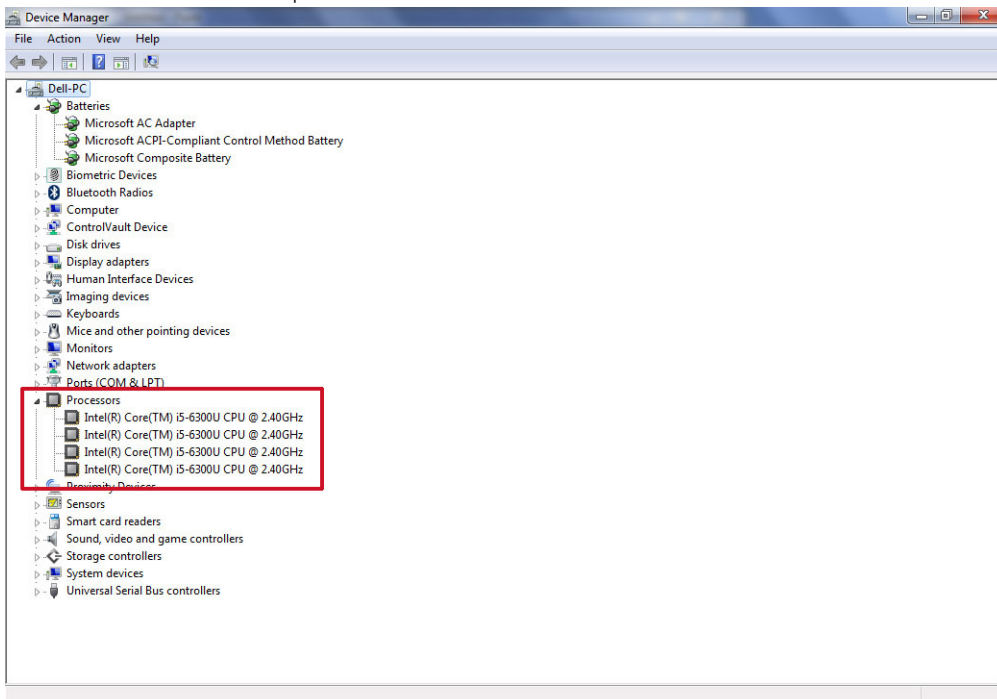 Device Manager
File Action View Help
Dell-PC
Batteries
Microsoft AC Adapter
Microsoft ACPI-Compliant Control Method Battery
Microsoft Composite Battery
Biometric Devices
Bluetooth Radios
Computer
ControlVault Device
Disk drives
Display adapters
Human Interface Devices
Imaging devices
Keyboards
Mice and other pointing devices
Monitors
Network adapters
Ports (COM & LPT)
Processors
Intel(R) Core(TM) i5-6300U CPU @ 2.40GHz
Intel(R) Core(TM) i5-6300U CPU @ 2.40GHz
Intel(R) Core(TM) i5-6300U CPU @ 2.40GHz
Intel(R) Core(TM) i5-6300U CPU @ 2.40GHz
Proximity Devices
Sensors
Smart card readers
Sound, video and game controllers
Storage controllers
System devices
Universal Serial Bus controllers